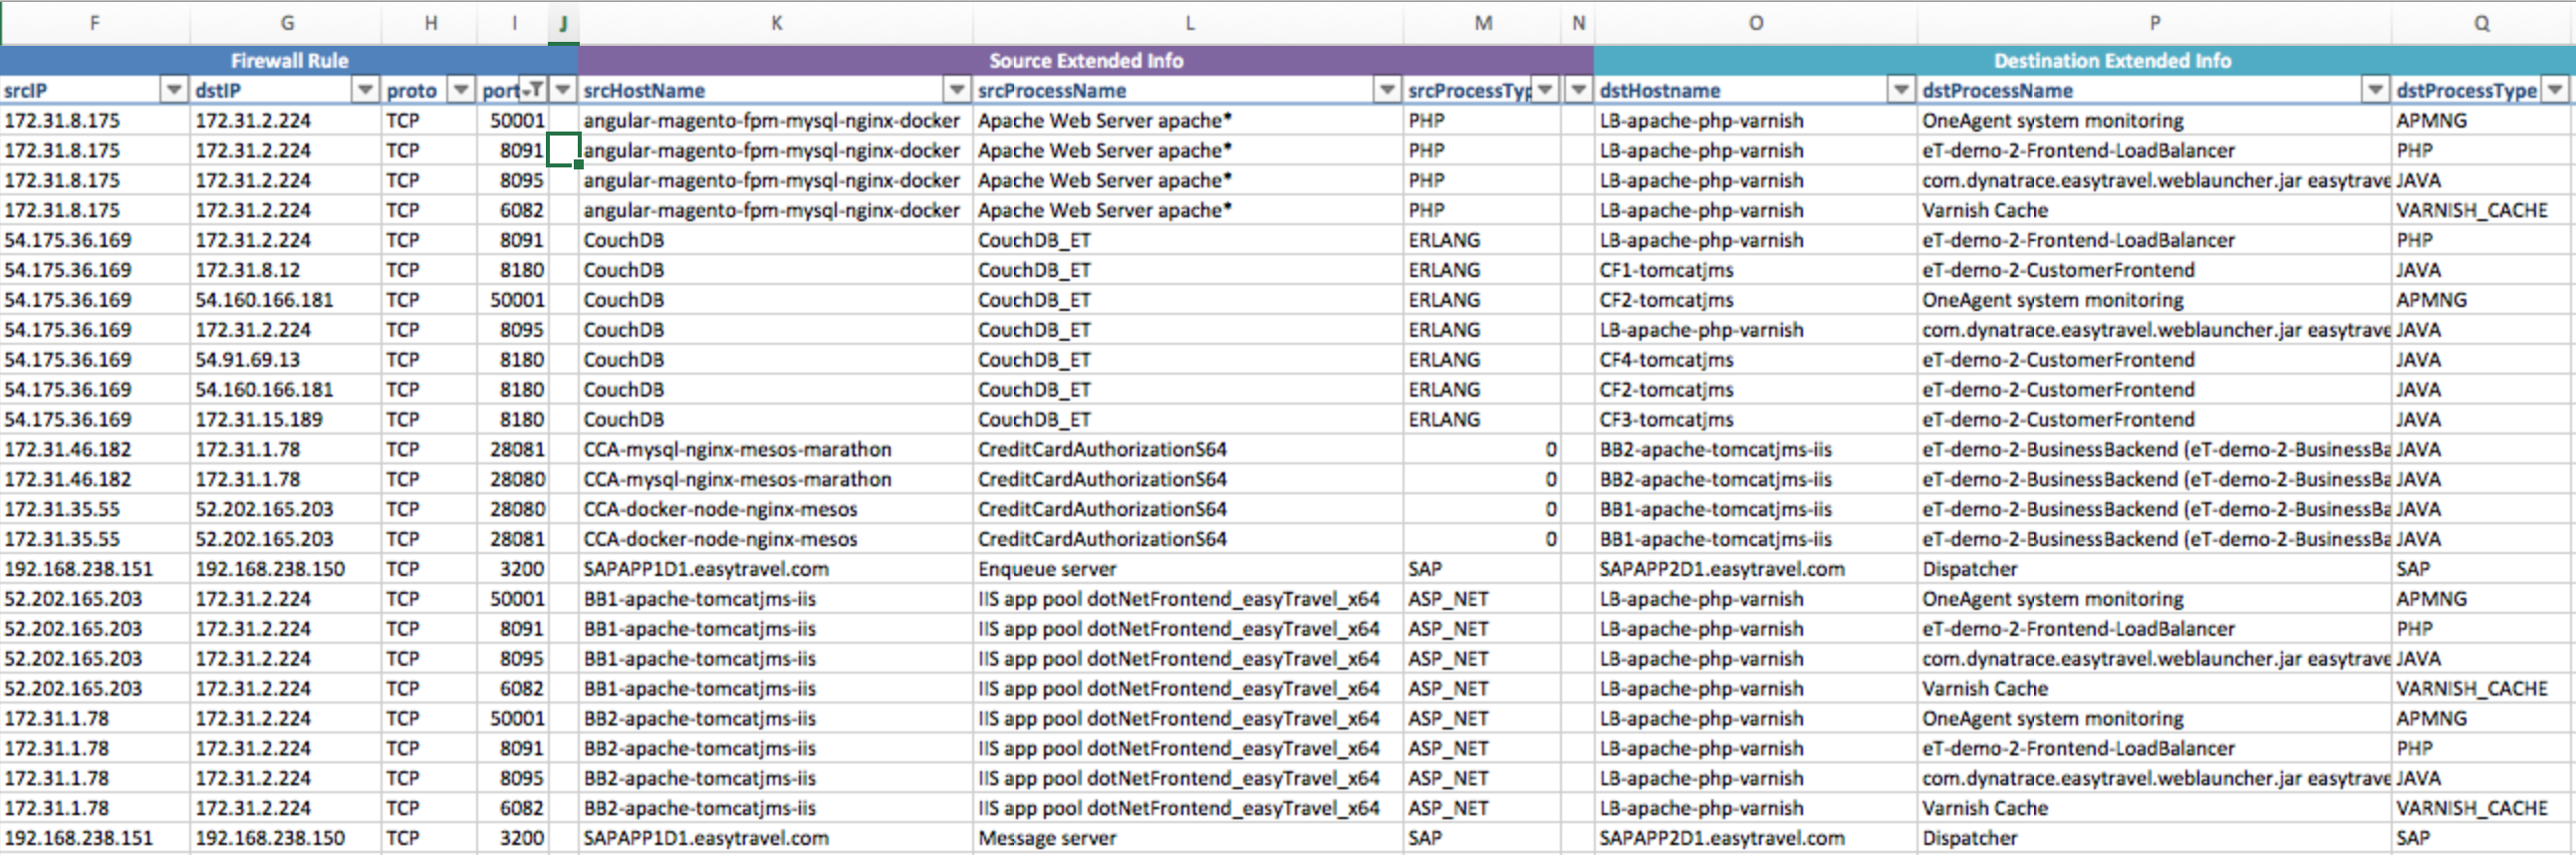 F G H I J K L M N O P Q
Firewall Rule Source Extended Info Destination Extended Info
srcIP dstIP proto port srcHostName srcProcessName srcProcessTyp dstHostname dstProcessName dstProcessType
172.31.8.175 172.31.2.224 TCP 50001 angular-magento-fpm-mysql-nginx-docker Apache Web Server apache* PHP LB-apache-php-varnish OneAgent system monitoring APMNG
172.31.8.175 172.31.2.224 TCP 8091 angular-magento-fpm-mysql-nginx-docker Apache Web Server apache* PHP LB-apache-php-varnish eT-demo-2-Frontend-LoadBalancer PHP
172.31.8.175 172.31.2.224 TCP 8095 angular-magento-fpm-mysql-nginx-docker Apache Web Server apache* PHP LB-apache-php-varnish com.dynatrace.easytravel.weblauncher.jar easytrave JAVA
172.31.8.175 172.31.2.224 TCP 6082 angular-magento-fpm-mysql-nginx-docker Apache Web Server apache* PHP LB-apache-php-varnish Varnish Cache VARNISH_CACHE
54.175.36.169 172.31.2.224 TCP 8091 CouchDB CouchDB_ET ERLANG LB-apache-php-varnish eT-demo-2-Frontend-LoadBalancer PHP
54.175.36.169 172.31.8.12 TCP 8180 CouchDB CouchDB_ET ERLANG CF1-tomcatjms eT-demo-2-CustomerFrontend JAVA
54.175.36.169 54.160.166.181 TCP 50001 CouchDB CouchDB_ET ERLANG CF2-tomcatjms OneAgent system monitoring APMNG
54.175.36.169 172.31.2.224 TCP 8095 CouchDB CouchDB_ET ERLANG LB-apache-php-varnish com.dynatrace.easytravel.weblauncher.jar easytrave JAVA
54.175.36.169 54.91.69.13 TCP 8180 CouchDB CouchDB_ET ERLANG CF4-tomcatjms eT-demo-2-CustomerFrontend JAVA
54.175.36.169 54.160.166.181 TCP 8180 CouchDB CouchDB_ET ERLANG CF2-tomcatjms eT-demo-2-CustomerFrontend JAVA
54.175.36.169 172.31.15.189 TCP 8180 CouchDB CouchDB_ET ERLANG CF3-tomcatjms eT-demo-2-CustomerFrontend JAVA
172.31.46.182 172.31.1.78 TCP 28081 CCA-mysql-nginx-mesos-marathon CreditCardAuthorizationS64 0 BB2-apache-tomcatjms-iis eT-demo-2-BusinessBackend (eT-demo-2-BusinessBa JAVA
172.31.46.182 172.31.1.78 TCP 28080 CCA-mysql-nginx-mesos-marathon CreditCardAuthorizationS64 0 BB2-apache-tomcatjms-iis eT-demo-2-BusinessBackend (eT-demo-2-BusinessBa JAVA
172.31.35.55 52.202.165.203 TCP 28080 CCA-docker-node-nginx-mesos CreditCardAuthorizationS64 0 BB1-apache-tomcatjms-iis eT-demo-2-BusinessBackend (eT-demo-2-BusinessBa JAVA
172.31.35.55 52.202.165.203 TCP 28081 CCA-docker-node-nginx-mesos CreditCardAuthorizationS64 0 BB1-apache-tomcatjms-iis eT-demo-2-BusinessBackend (eT-demo-2-BusinessBa JAVA
192.168.238.151 192.168.238.150 TCP 3200 SAPAPP1D1.easytravel.com Enqueue server SAP SAPAPP2D1.easytravel.com Dispatcher SAP
52.202.165.203 172.31.2.224 TCP 50001 BB1-apache-tomcatjms-iis IIS app pool dotNetFrontend_easyTravel_x64 ASP_NET LB-apache-php-varnish OneAgent system monitoring APMNG
52.202.165.203 172.31.2.224 TCP 8091 BB1-apache-tomcatjms-iis IIS app pool dotNetFrontend_easyTravel_x64 ASP_NET LB-apache-php-varnish eT-demo-2-Frontend-LoadBalancer PHP
52.202.165.203 172.31.2.224 TCP 8095 BB1-apache-tomcatjms-iis IIS app pool dotNetFrontend_easyTravel_x64 ASP_NET LB-apache-php-varnish com.dynatrace.easytravel.weblauncher.jar easytrave JAVA
52.202.165.203 172.31.2.224 TCP 6082 BB1-apache-tomcatjms-iis IIS app pool dotNetFrontend_easyTravel_x64 ASP_NET LB-apache-php-varnish Varnish Cache VARNISH_CACHE
172.31.1.78 172.31.2.224 TCP 50001 BB2-apache-tomcatjms-iis IIS app pool dotNetFrontend_easyTravel_x64 ASP_NET LB-apache-php-varnish OneAgent system monitoring APMNG
172.31.1.78 172.31.2.224 TCP 8091 BB2-apache-tomcatjms-iis IIS app pool dotNetFrontend_easyTravel_x64 ASP_NET LB-apache-php-varnish eT-demo-2-Frontend-LoadBalancer PHP
172.31.1.78 172.31.2.224 TCP 8095 BB2-apache-tomcatjms-iis IIS app pool dotNetFrontend_easyTravel_x64 ASP_NET LB-apache-php-varnish com.dynatrace.easytravel.weblauncher.jar easytrave JAVA
172.31.1.78 172.31.2.224 TCP 6082 BB2-apache-tomcatjms-iis IIS app pool dotNetFrontend_easyTravel_x64 ASP_NET LB-apache-php-varnish Varnish Cache VARNISH_CACHE
192.168.238.151 192.168.238.150 TCP 3200 SAPAPP1D1.easytravel.com Message server SAP SAPAPP2D1.easytravel.com Dispatcher SAP